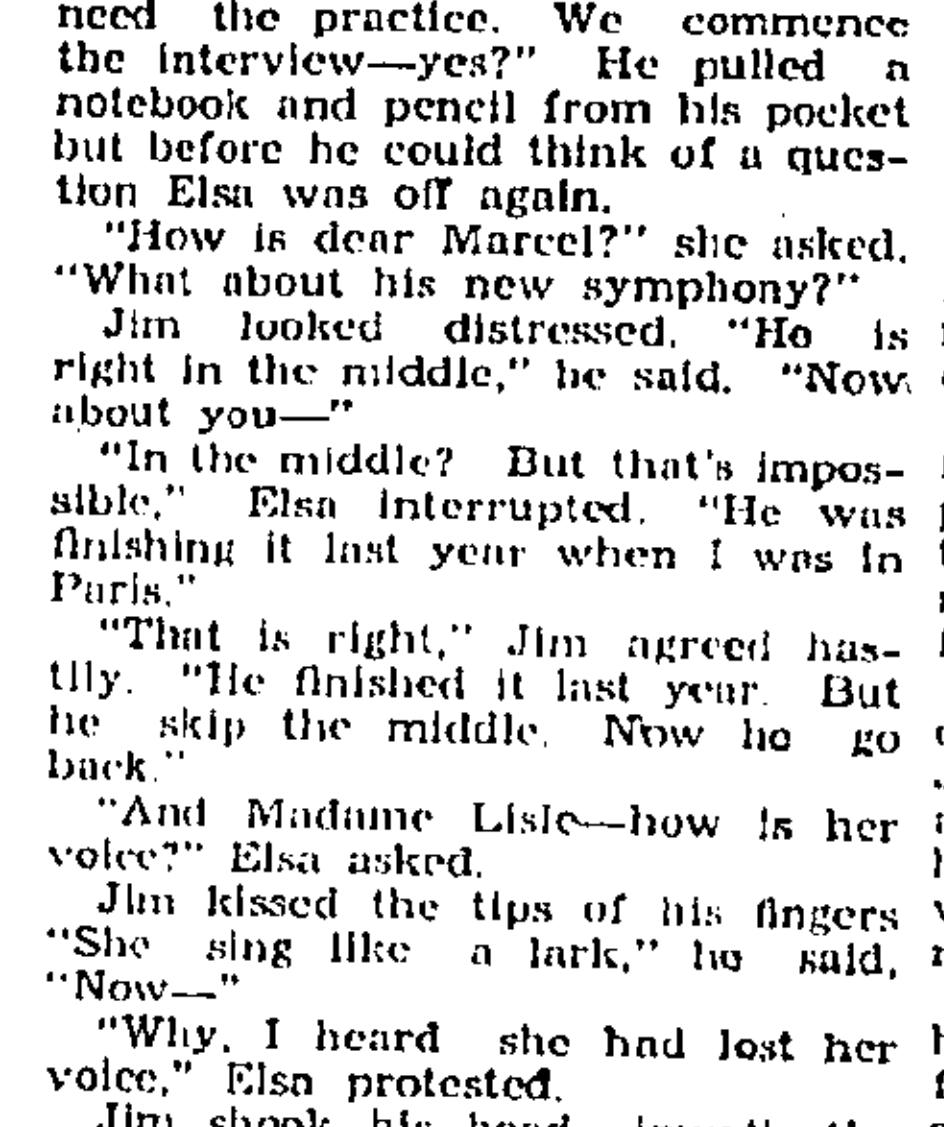 need the practice. We commence
the interview—yes?" He pulled a
notebook and pencil from his pocket
but before he could think of a ques-
tion Elsa was off again.
"How is dear Marcel?" she asked.
"What about his new symphony?"
Jim looked distressed. "He is
right in the middle," he said. "Now
about you—"
"In the middle? But that's impos-
sible," Elsa interrupted. "He was
finishing it last year when I was in
Paris."
"That is right," Jim agreed has-
tily. "He finished it last year. But
he skip the middle. Now he go
back."
"And Madame Lisle—how is her
voice?" Elsa asked.
Jim kissed the tips of his fingers
"She sing like a lark," he said,
"Now—"
"Why, I heard she had lost her
voice," Elsa protested.
Jim shook his head